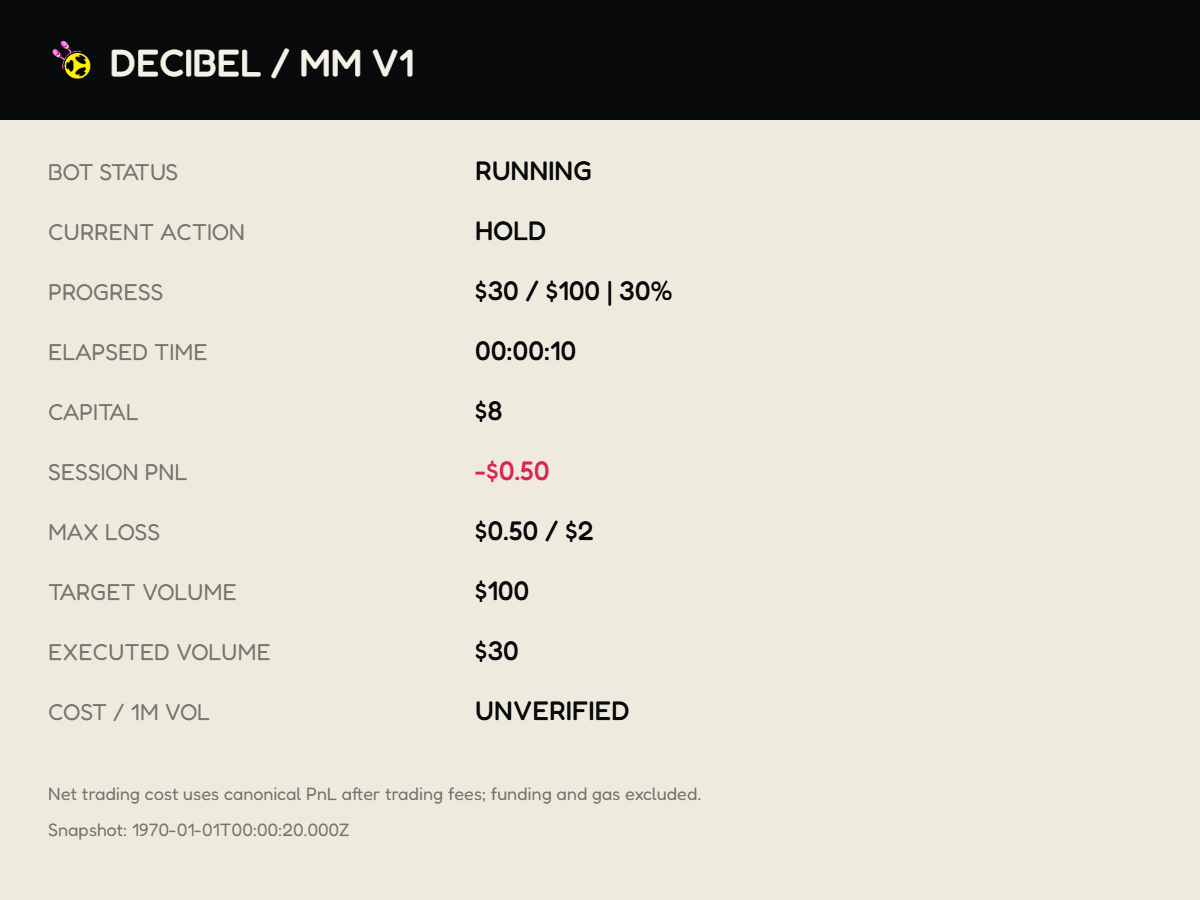 DECIBEL / MM V1
BOT STATUS RUNNING
CURRENT ACTION HOLD
PROGRESS $30 / $100 | 30%
ELAPSED TIME 00:00:10
CAPITAL $8
SESSION PNL -$0.50
MAX LOSS $0.50 / $2
TARGET VOLUME $100
EXECUTED VOLUME $30
COST / 1M VOL UNVERIFIED
Net trading cost uses canonical PnL after trading fees; funding and gas excluded.
Snapshot: 1970-01-01T00:00:20.000Z